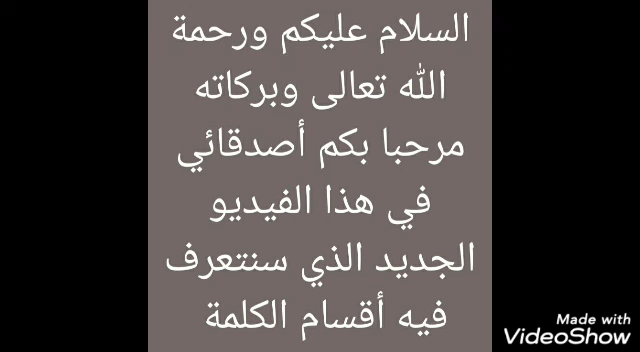 السلام عليكم ورحمة
الله تعالى وبركاته
مرحبا بكم أصدقائي
في هذا الفيديو
الجديد الذي سنتعرف
فيه أقسام الكلمة
Made with
VideoShow